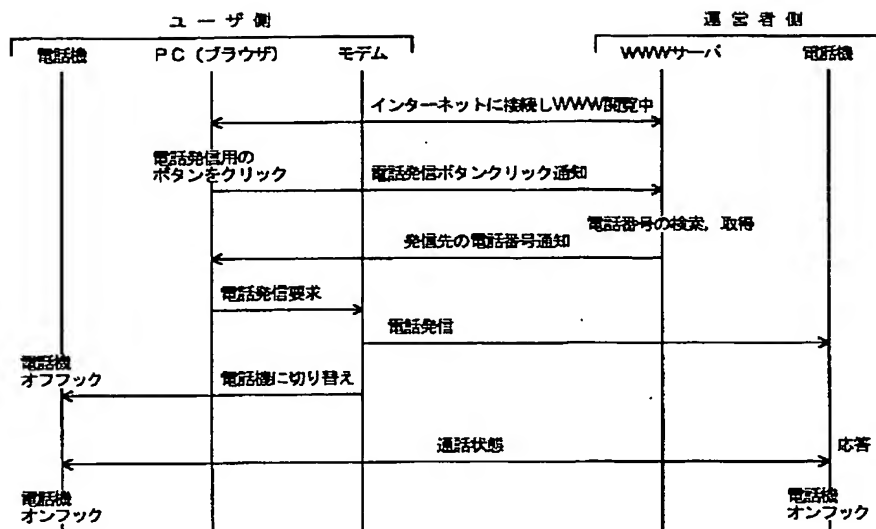 ユーザ側
運営者側
電話機
PC(ブラウザ)
モデム
WWWサーバ
電話機
インターネットに接続しWWW閲覧中
電話発信用の
ボタンをクリック
電話発信ボタンクリック通知
電話番号の検索,取得
発信先の電話番号通知
電話発信要求
電話発信
電話機
オフフック
電話機に切り替え
通話状態
応答
電話機
オンフック
電話機
オンフック